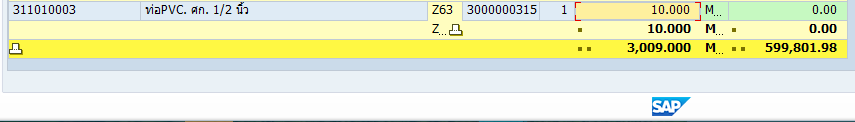 311010003 ท่อPVC. ศก. 1/2 นิ้ว Z63 3000000315 1 10.000 M... 0.00
Z... 10.000 M... 0.00
3,009.000 M... 599,801.98
SAP